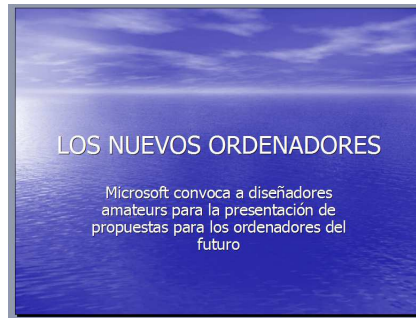 LOS NUEVOS ORDENADORES
Microsoft convoca a diseñadores
amateurs para la presentación de
propuestas para los ordenadores del
futuro